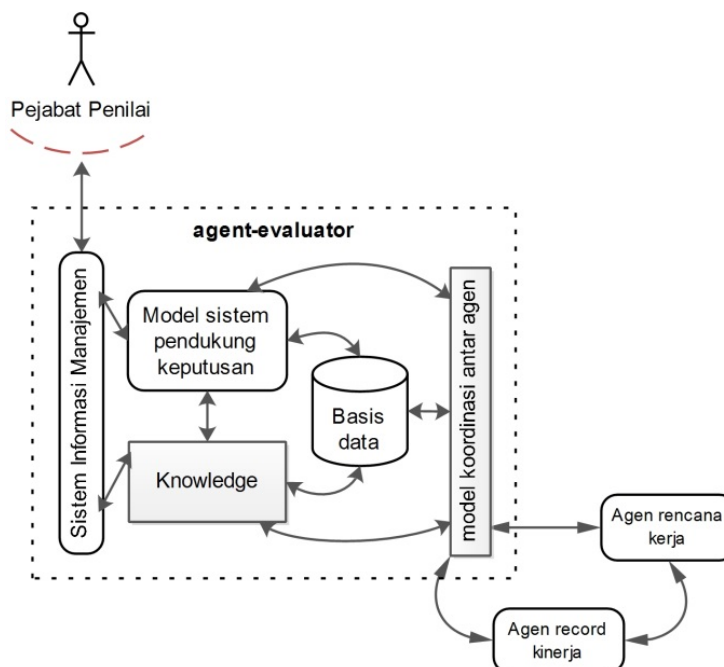 Pejabat Penilai
agent-evaluator
Sistem Informasi Manajemen
Model sistem
pendukung
keputusan
Basis
data
Knowledge
model koordinasi antar agen
Agen rencana
kerja
Agen record
kinerja